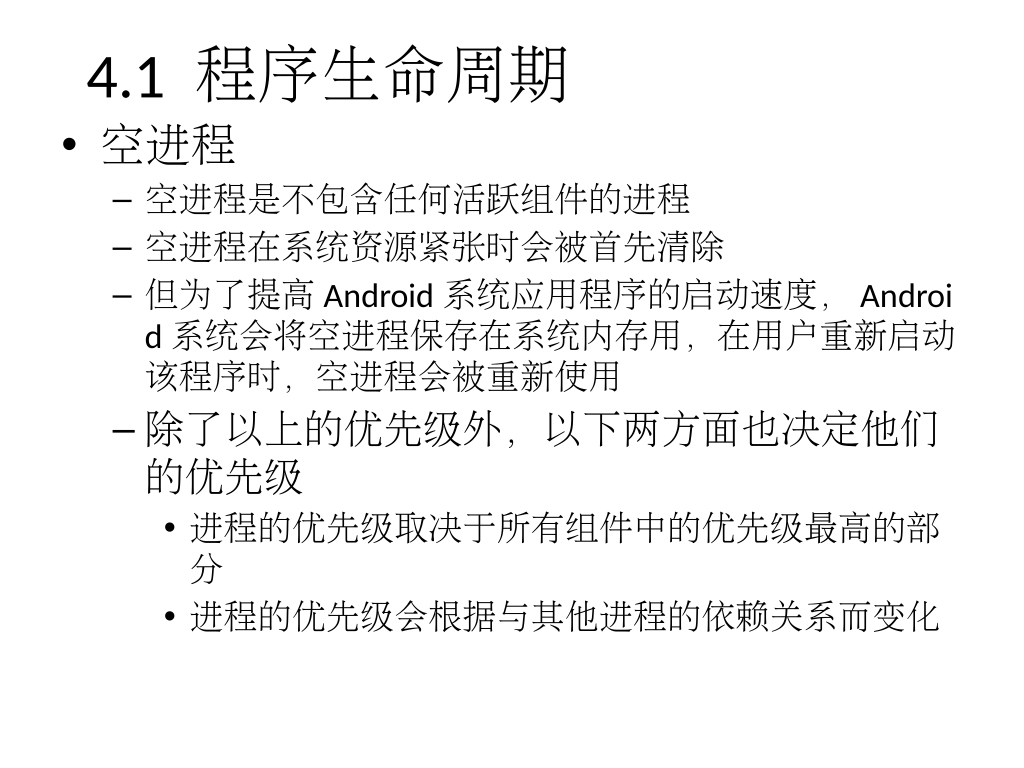 4.1 程序生命周期
• 空进程
– 空进程是不包含任何活跃组件的进程
– 空进程在系统资源紧张时会被首先清除
– 但为了提高 Android 系统应用程序的启动速度， Androi
d 系统会将空进程保存在系统内存用，在用户重新启动
该程序时，空进程会被重新使用
– 除了以上的优先级外，以下两方面也决定他们
的优先级
• 进程的优先级取决于所有组件中的优先级最高的部
分
• 进程的优先级会根据与其他进程的依赖关系而变化